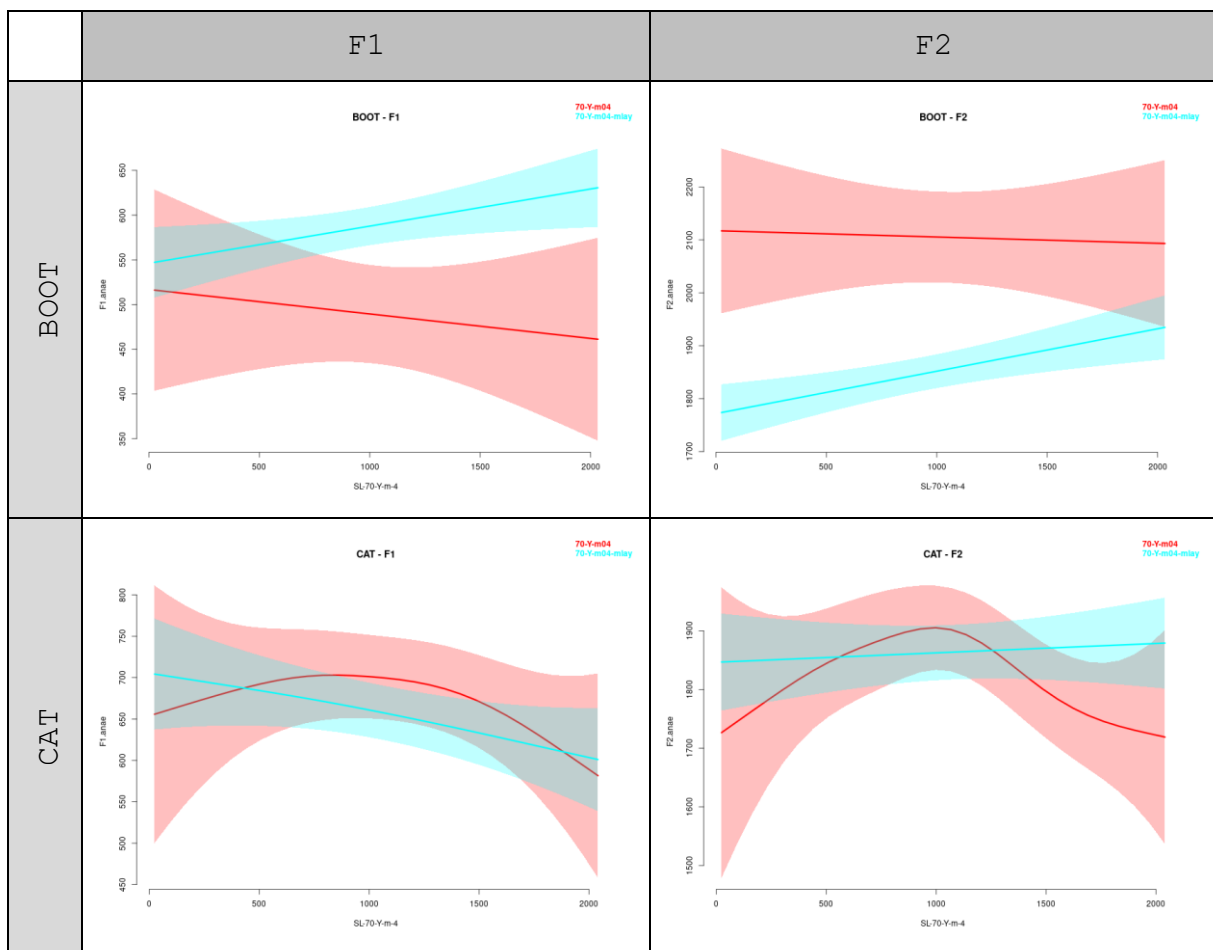 F1
F2
BOOT
BOOT - F1
70-Y-m04
70-Y-m04-mlay
F1.anae
650
600
550
500
450
400
350
0
500
1000
1500
2000
SL-70-Y-m-4
BOOT - F2
70-Y-m04
70-Y-m04-mlay
F2.anae
2200
2100
2000
1900
1800
1700
0
500
1000
1500
2000
SL-70-Y-m-4
CAT
CAT - F1
70-Y-m04
70-Y-m04-mlay
F1.anae
800
750
700
650
600
550
500
450
0
500
1000
1500
2000
SL-70-Y-m-4
CAT - F2
70-Y-m04
70-Y-m04-mlay
F2.anae
1900
1800
1700
1600
1500
0
500
1000
1500
2000
SL-70-Y-m-4